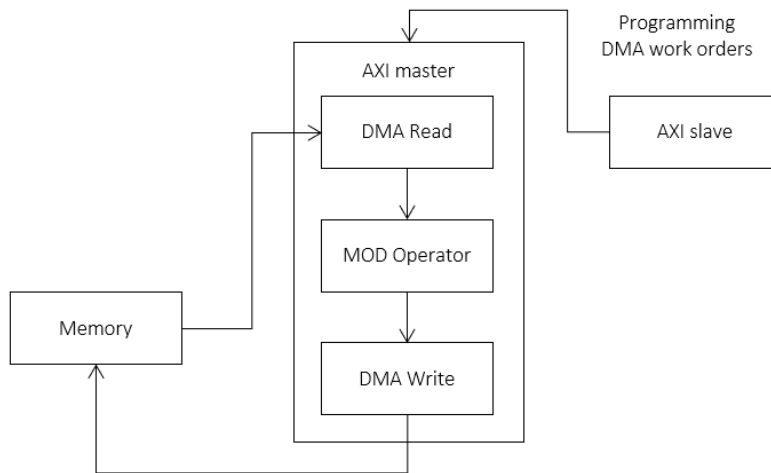 Programming
DMA work orders
AXI master
DMA Read
AXI slave
MOD Operator
Memory
DMA Write